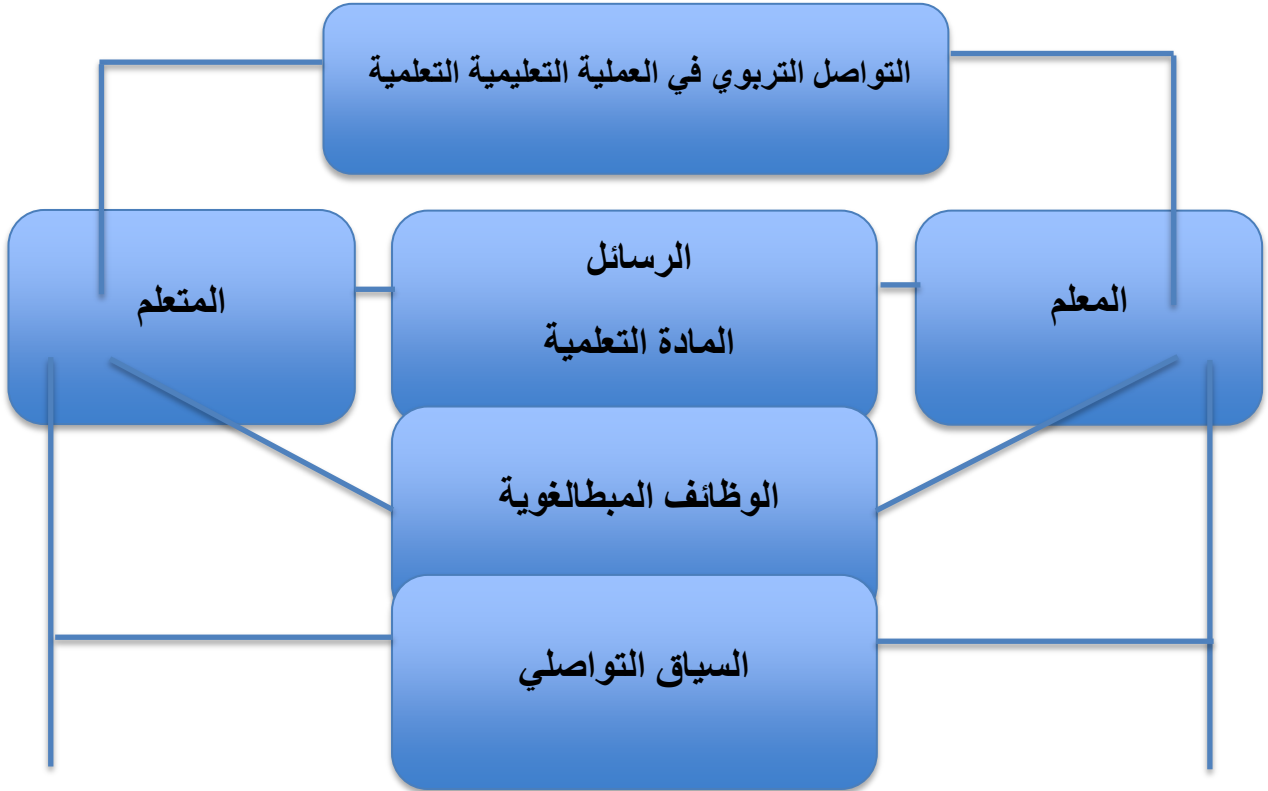 التواصل التربوي في العملية التعليمية التعلمية
المعلم
الرسائل
المادة التعلمية
المتعلم
الوظائف المبطالغوية
السياق التواصلي